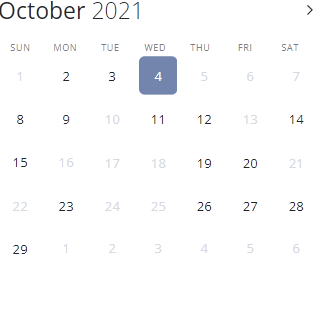 October 2021 >
SUN MON TUE WED THU FRI SAT
1 2 3 4 5 6 7
8 9 10 11 12 13 14
15 16 17 18 19 20 21
22 23 24 25 26 27 28
29 1 2 3 4 5 6